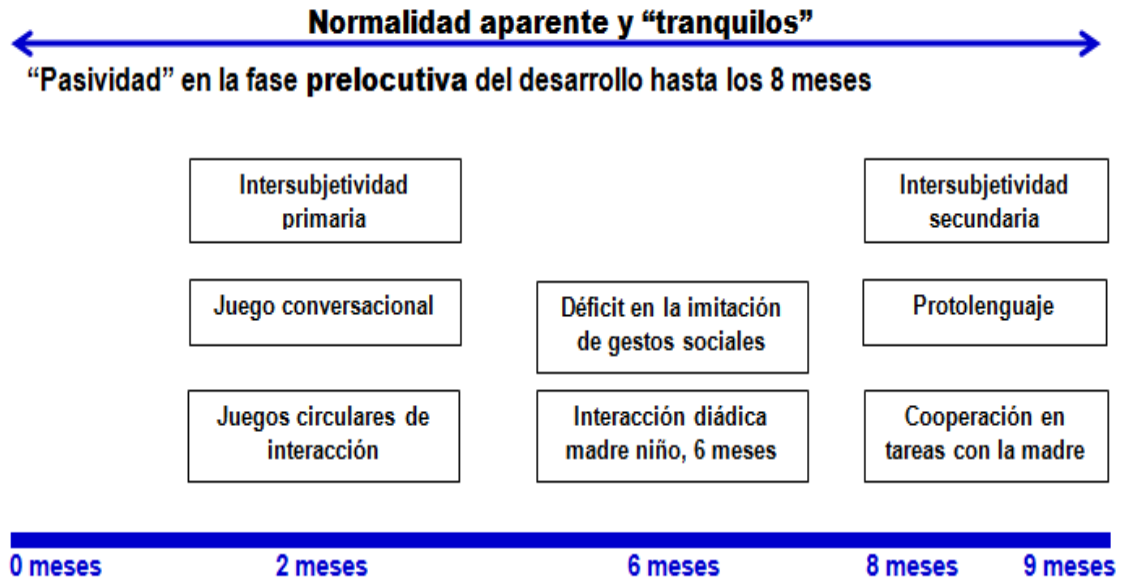 Normalidad aparente y “tranquilos”
“Pasividad” en la fase prelocutiva del desarrollo hasta los 8 meses
Intersubjetividad
primaria
Intersubjetividad
secundaria
Juego conversacional
Déficit en la imitación
de gestos sociales
Protolenguaje
Juegos circulares de
interacción
Interacción diádica
madre niño, 6 meses
Cooperación en
tareas con la madre
0 meses
2 meses
6 meses
8 meses
9 meses